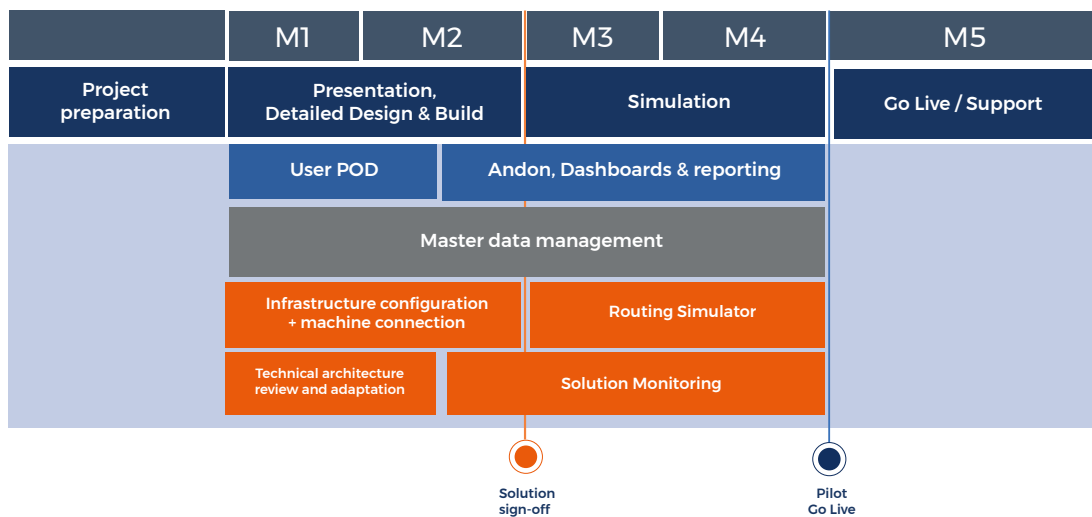 M1
M2
M3
M4
M5
Project
preparation
Presentation,
Detailed Design & Build
Simulation
Go Live / Support
User POD
Andon, Dashboards & reporting
Master data management
Infrastructure configuration
+ machine connection
Routing Simulator
Technical architecture
review and adaptation
Solution Monitoring
Solution
sign-off
Pilot
Go Live